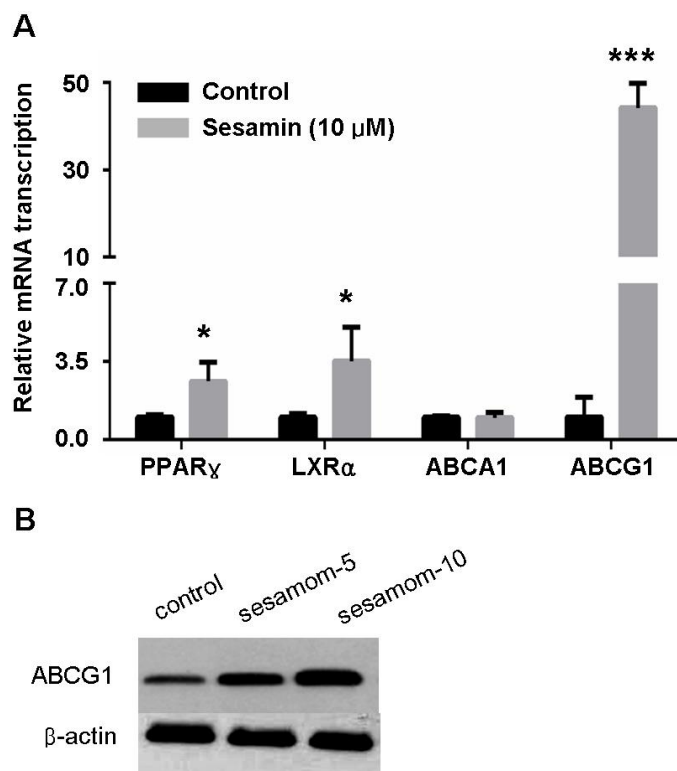 A
***
50
Control
Sesamin (10 µM)
30
10
7.0
*
*
3.5
0.0
Relative mRNA transcription
PPARɣ
LXRα
ABCA1
ABCG1
B
control
sesamom-5
sesamom-10
ABCG1
β-actin